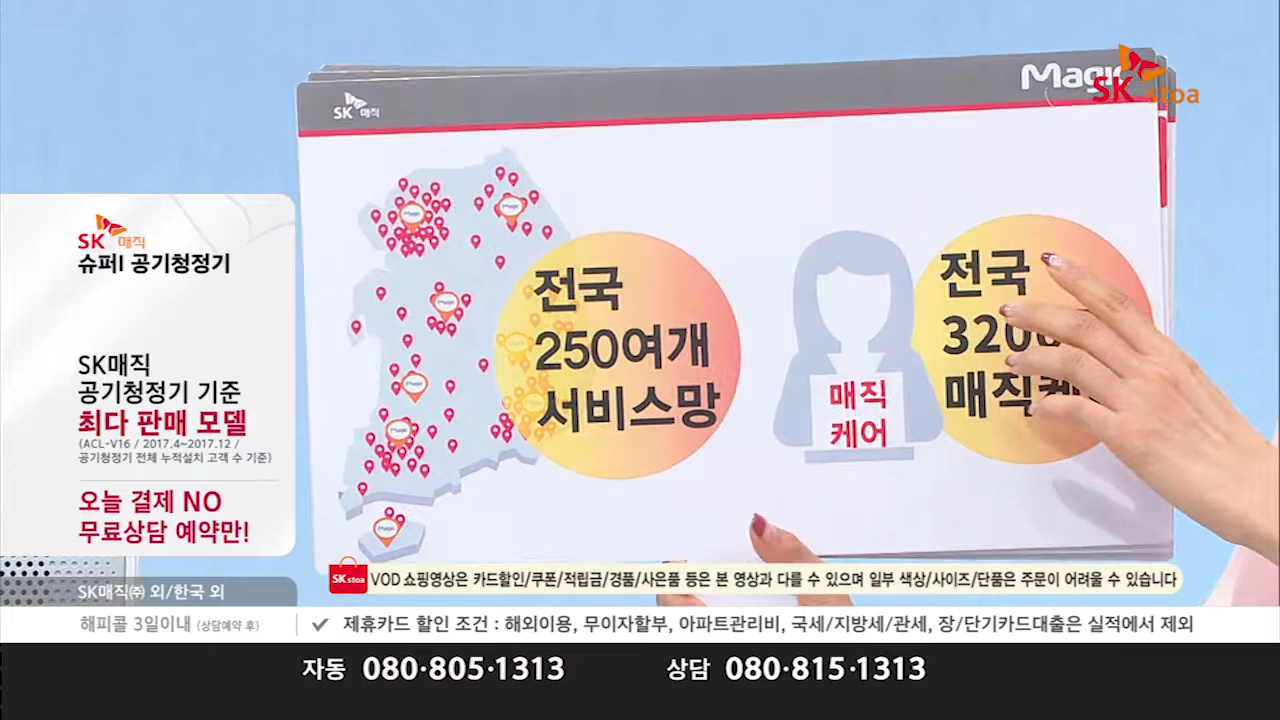 Magic
SK stoa
SK 매직
전국
250여개
서비스망
매직
케어
전국
매직케
SK 매직
슈퍼I 공기청정기
SK매직
공기청정기 기준
최다 판매 모델
(ACL-V16 / 2017.4~2017.12 /
공기청정기 전체 누적설치 고객 수 기준)
오늘 결제 NO
무료상담 예약만!
SK매직㈜ 외/한국 외
SK stoa VOD 쇼핑영상은 카드할인/쿠폰/적립금/경품/사은품 등은 본 영상과 다를 수 있으며 일부 색상/사이즈/단품은 주문이 어려울 수 있습니다
해피콜 3일이내 (상담예약 후)
제휴카드 할인 조건 : 해외이용, 무이자할부, 아파트관리비, 국세/지방세/관세, 장/단기카드대출은 실적에서 제외
자동 080·805·1313 상담 080·815·1313